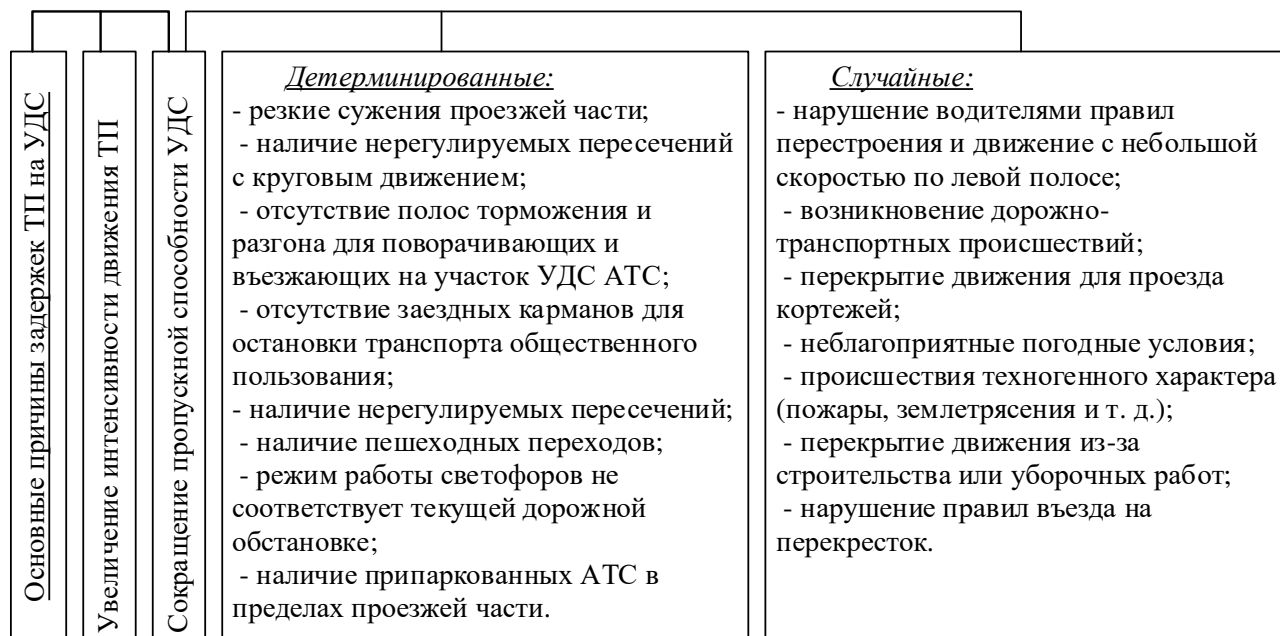 Основные причины задержек ТП на УДС
Увеличение интенсивности движения ТП
Сокращение пропускной способности УДС
Детерминированные:
- резкие сужения проезжей части;
- наличие нерегулируемых пересечений
с круговым движением;
- отсутствие полос торможения и
разгона для поворачивающих и
въезжающих на участок УДС АТС;
- отсутствие заездных карманов для
остановки транспорта общественного
пользования;
- наличие нерегулируемых пересечений;
- наличие пешеходных переходов;
- режим работы светофоров не
соответствует текущей дорожной
обстановке;
- наличие припаркованных АТС в
пределах проезжей части.
Случайные:
- нарушение водителями правил
перестроения и движение с небольшой
скоростью по левой полосе;
- возникновение дорожно-
транспортных происшествий;
- перекрытие движения для проезда
кортежей;
- неблагоприятные погодные условия;
- происшествия техногенного характера
(пожары, землетрясения и т. д.);
- перекрытие движения из-за
строительства или уборочных работ;
- нарушение правил въезда на
перекресток.